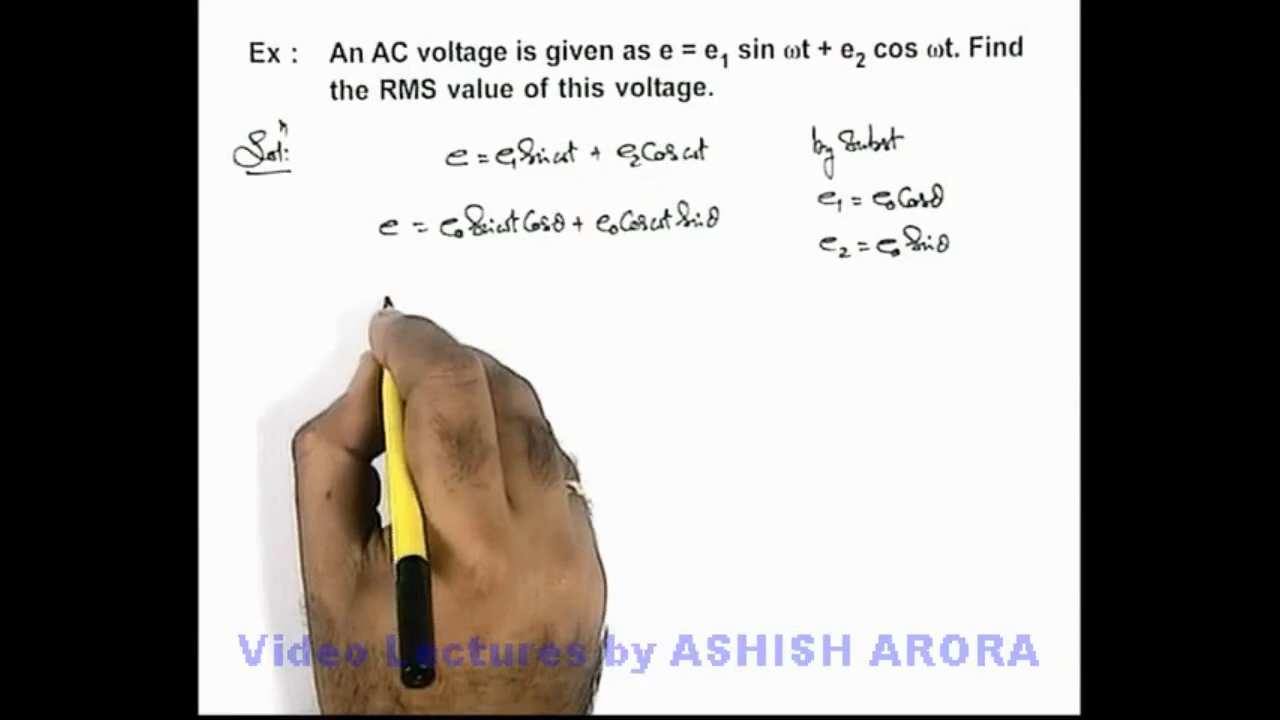 Ex : An AC voltage is given as e = e₁ sin ωt + e₂ cos ωt. Find
the RMS value of this voltage.
Solⁿ: e = e₁ Sin ωt + e₂ Cos ωt
e = e₀ Sin ωt Cos θ + e₀ Cos ωt Sin θ
by Subst
e₁ = e₀ Cos θ
e₂ = e₀ Sin θ
Video Lectures by ASHISH ARORA